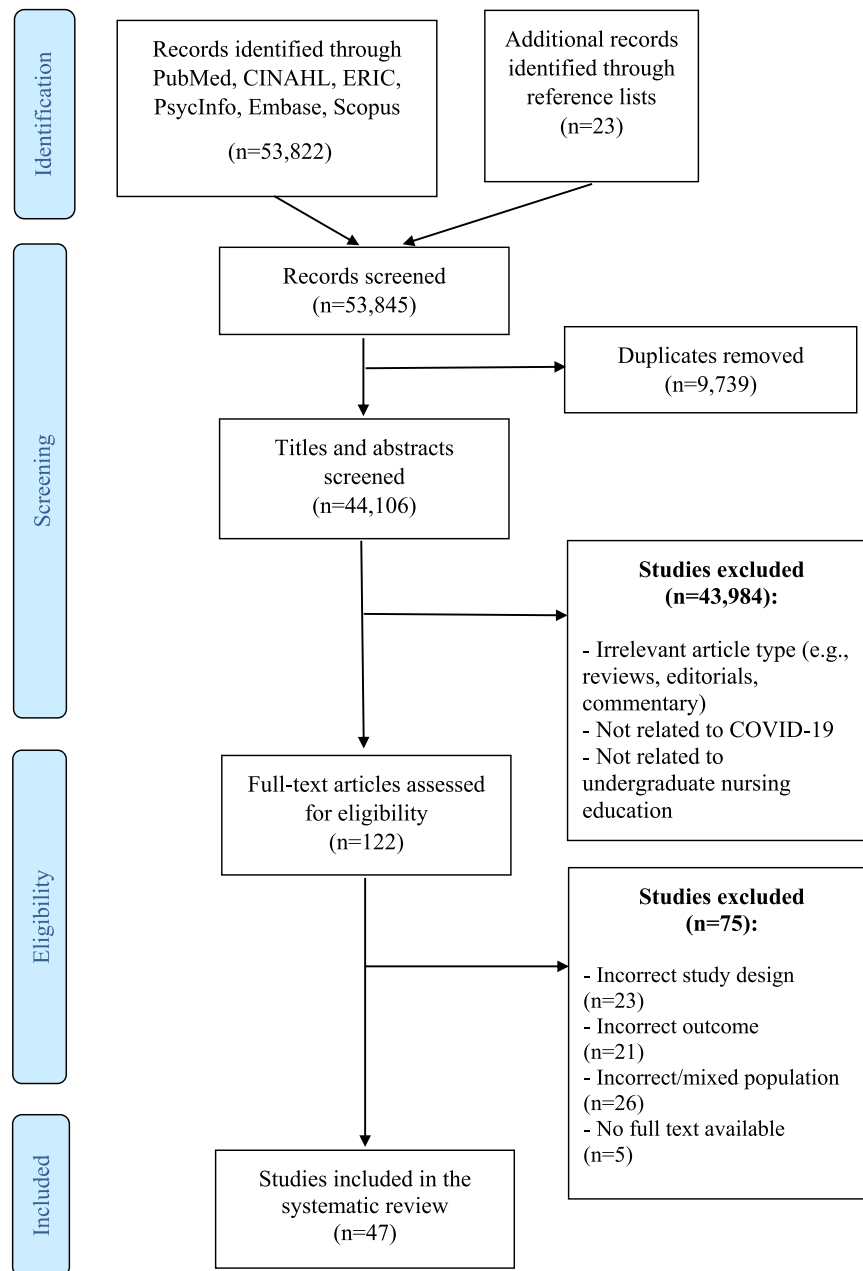 Identification
Records identified through
PubMed, CINAHL, ERIC,
PsycInfo, Embase, Scopus
(n=53,822)
Additional records
identified through
reference lists
(n=23)
Screening
Records screened
(n=53,845)
Duplicates removed
(n=9,739)
Titles and abstracts
screened
(n=44,106)
Studies excluded
(n=43,984):
- Irrelevant article type (e.g.,
reviews, editorials,
commentary)
- Not related to COVID-19
- Not related to
undergraduate nursing
education
Eligibility
Full-text articles assessed
for eligibility
(n=122)
Studies excluded
(n=75):
- Incorrect study design
(n=23)
- Incorrect outcome
(n=21)
- Incorrect/mixed population
(n=26)
- No full text available
(n=5)
Included
Studies included in the
systematic review
(n=47)